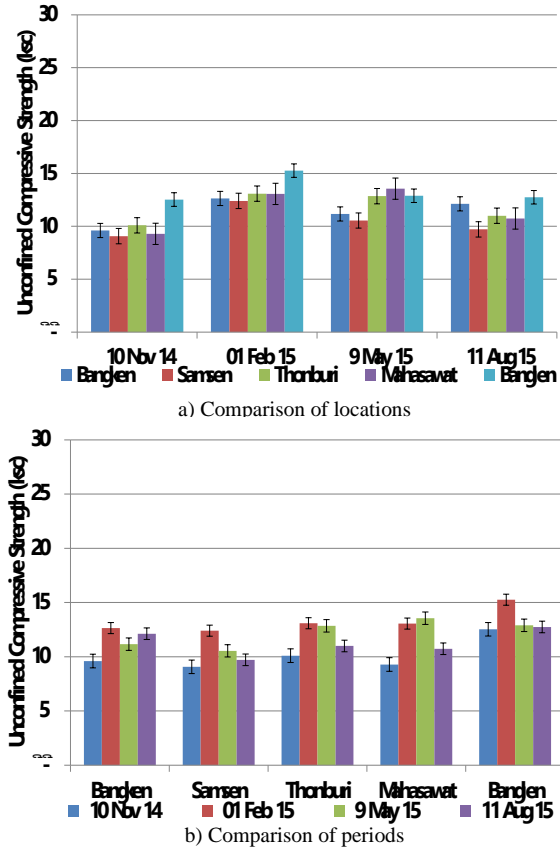 30
25
20
15
10
5
-
Unconfined Compressive Strength (ksc)
10 Nov 14 01 Feb 15 9 May 15 11 Aug 15
Bangken Samsen Thonburi Mahasawat Banglen
a) Comparison of locations
30
25
20
15
10
5
-
Unconfined Compressive Strength (ksc)
Bangken Samsen Thonburi Mahasawat Banglen
10 Nov 14 01 Feb 15 9 May 15 11 Aug 15
b) Comparison of periods